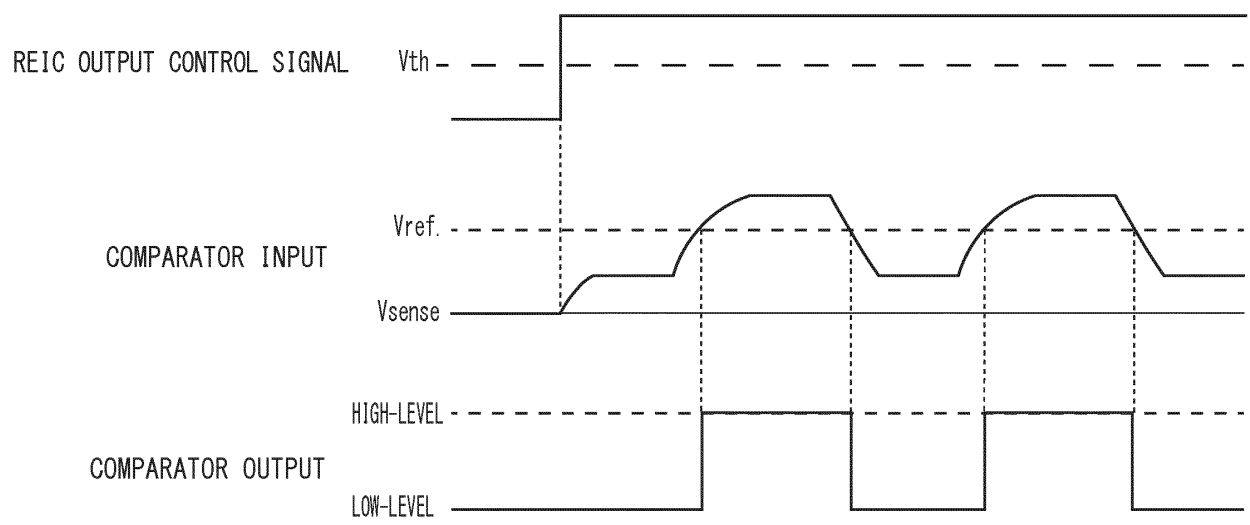 REIC OUTPUT CONTROL SIGNAL Vth
Vref.
COMPARATOR INPUT
Vsense
HIGH-LEVEL
COMPARATOR OUTPUT
LOW-LEVEL